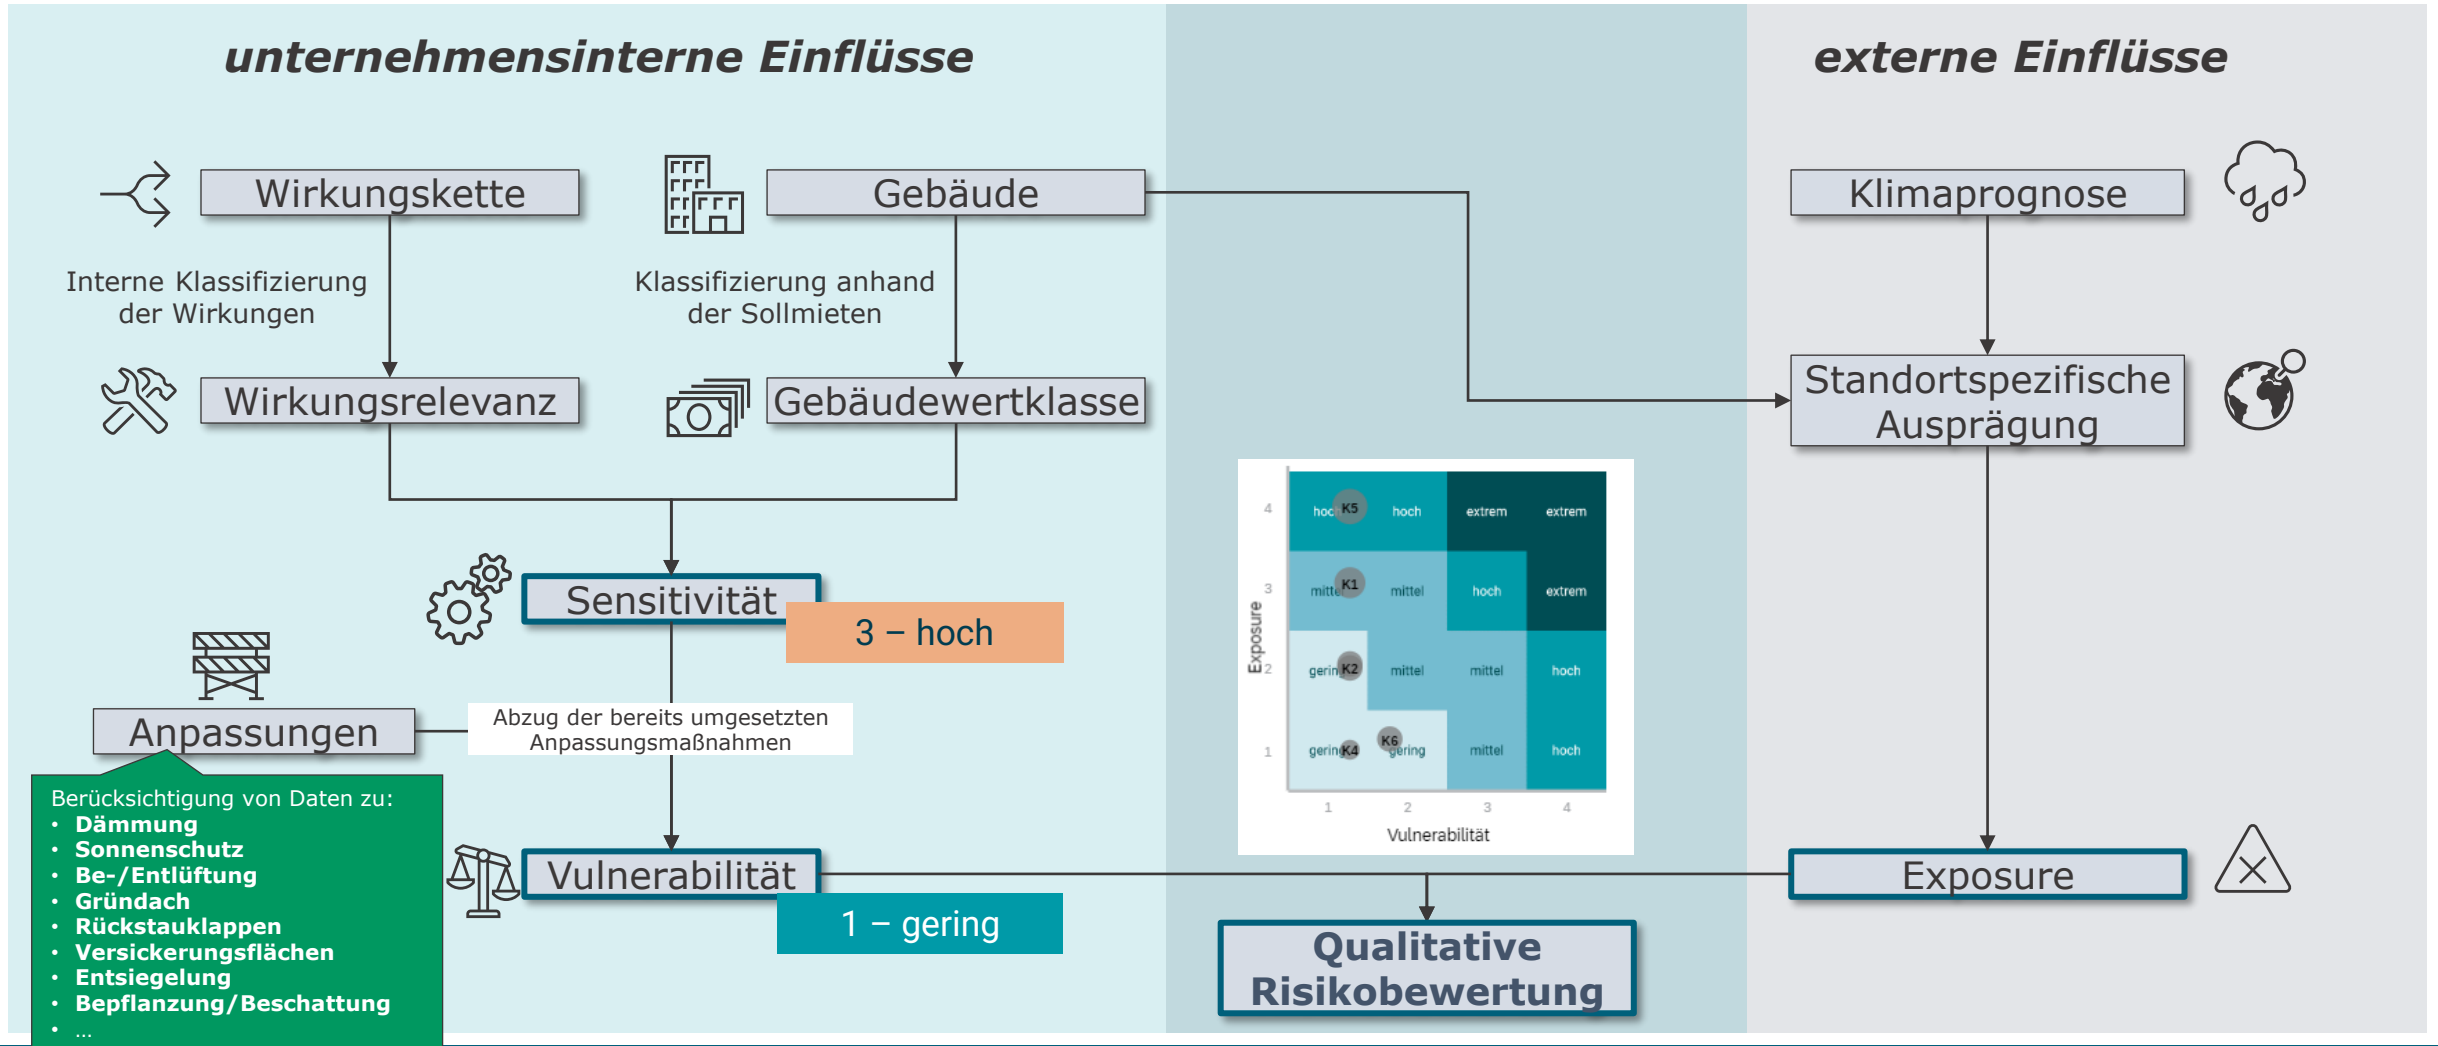 unternehmensinterne Einflüsse
externe Einflüsse
Wirkungskette
Gebäude
Klimaprognose
Interne Klassifizierung
der Wirkungen
Klassifizierung anhand
der Sollmieten
Wirkungsrelevanz
Gebäudewertklasse
Standortspezifische
Ausprägung
Sensitivität
3 – hoch
Anpassungen
Abzug der bereits umgesetzten
Anpassungsmaßnahmen
Berücksichtigung von Daten zu:
• Dämmung
• Sonnenschutz
• Be-/Entlüftung
• Gründach
• Rückstauklappen
• Versickerungsflächen
• Entsiegelung
• Bepflanzung/Beschattung
• ...
Vulnerabilität
1 – gering
Exposure
4 hoc K5 hoch extrem extrem
3 mitte K1 mittel hoch extrem
2 gerin K2 mittel mittel hoch
1 gering K4 K6 gering mittel hoch
1 2 3 4
Vulnerabilität
Exposure
Qualitative
Risikobewertung